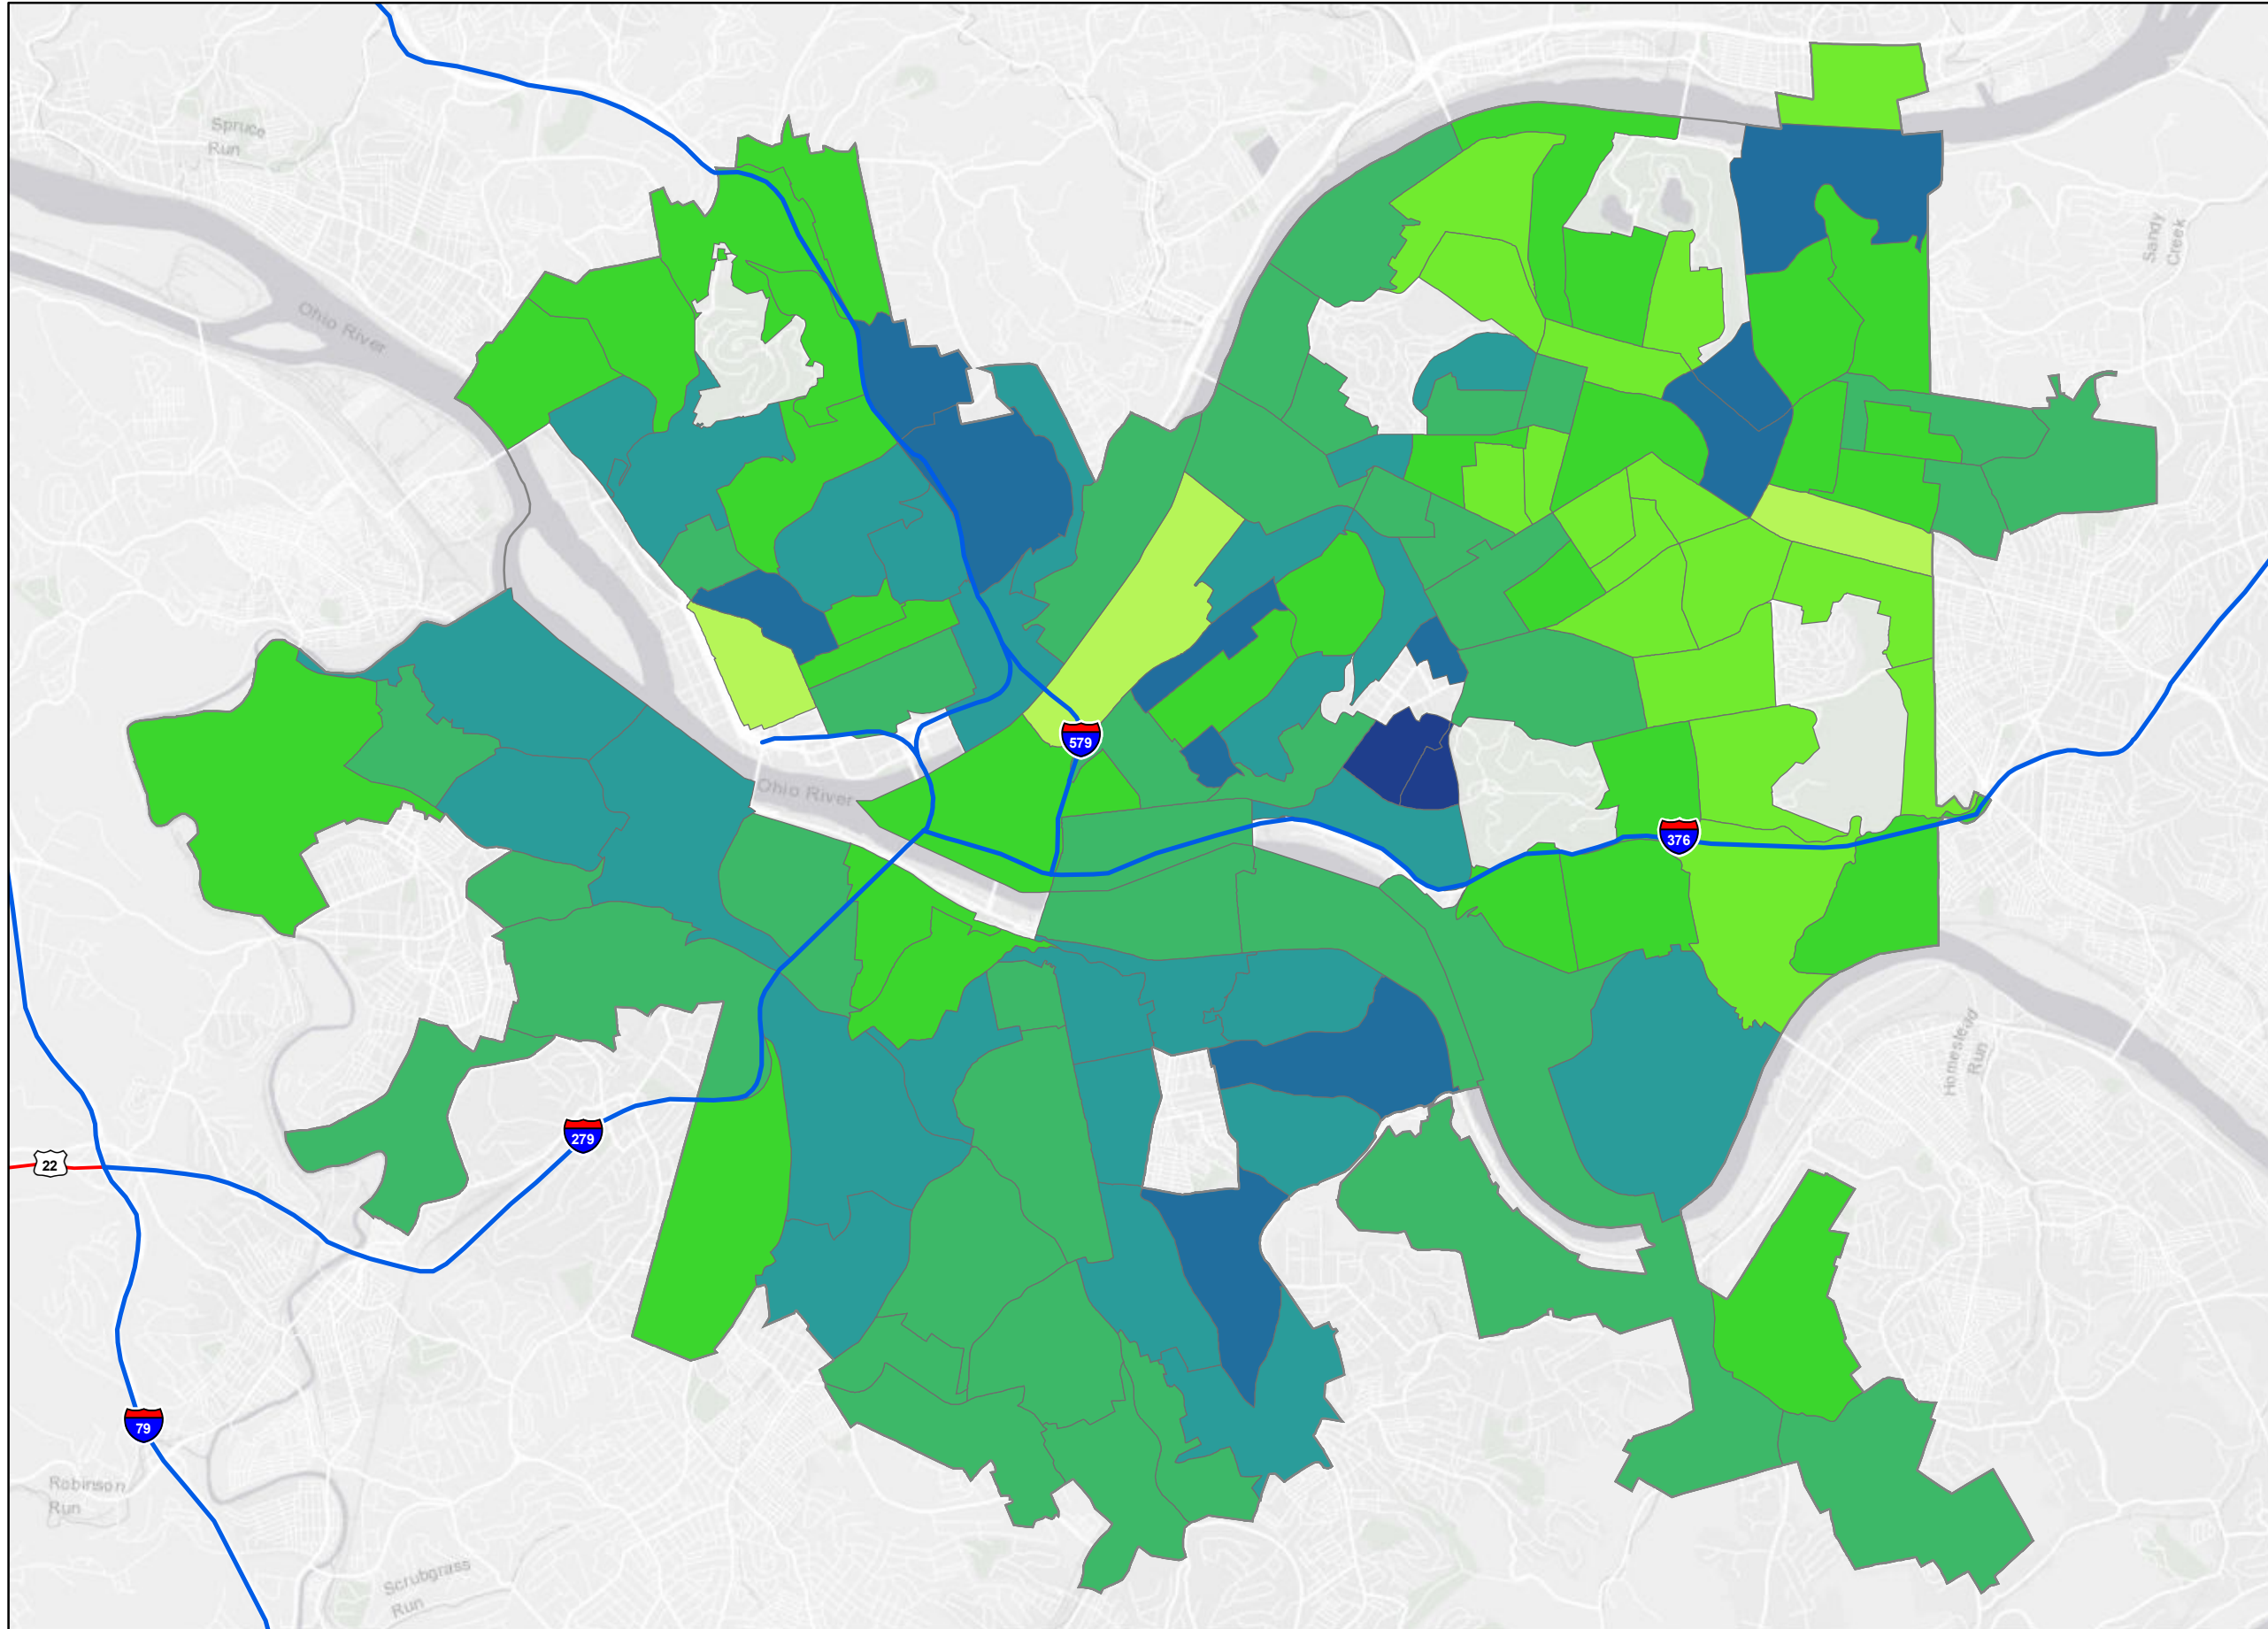 Spruce
Run
Sandy
Creek
Ohio River
579
Ohio River
376
Homestead
Run
279
22
79
Robinson
Run
Scrubgrass
Run